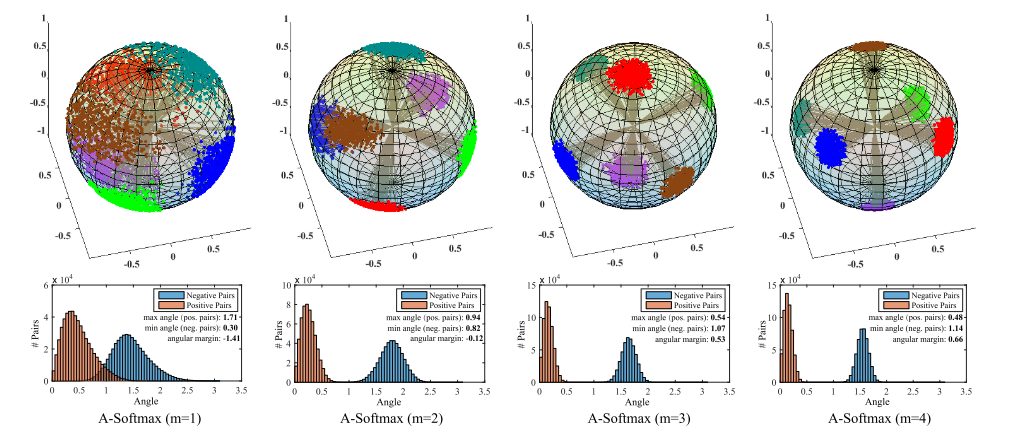 1
0.5
0
-0.5
-1
0.5
0
-0.5
-0.5
0
0.5
1
0.5
0
-0.5
-1
0.5
0
-0.5
-0.5
0
0.5
1
0.5
0
-0.5
-1
0.5
0
-0.5
-0.5
0
0.5
1
0.5
0
-0.5
-1
0.5
0
-0.5
-0.5
0
0.5
x 10^4
6
4
2
0
# Pairs
Negative Pairs
Positive Pairs
max angle (pos. pairs): 1.71
min angle (neg. pairs): 0.30
angular margin: -1.41
0 0.5 1 1.5 2 2.5 3 3.5
Angle
A-Softmax (m=1)
x 10^4
10
8
6
4
2
0
# Pairs
Negative Pairs
Positive Pairs
max angle (pos. pairs): 0.94
min angle (neg. pairs): 0.82
angular margin: -0.12
0 0.5 1 1.5 2 2.5 3 3.5
Angle
A-Softmax (m=2)
x 10^4
15
10
5
0
# Pairs
Negative Pairs
Positive Pairs
max angle (pos. pairs): 0.54
min angle (neg. pairs): 1.07
angular margin: 0.53
0 0.5 1 1.5 2 2.5 3 3.5
Angle
A-Softmax (m=3)
x 10^4
15
10
5
0
# Pairs
Negative Pairs
Positive Pairs
max angle (pos. pairs): 0.48
min angle (neg. pairs): 1.14
angular margin: 0.66
0 0.5 1 1.5 2 2.5 3 3.5
Angle
A-Softmax (m=4)